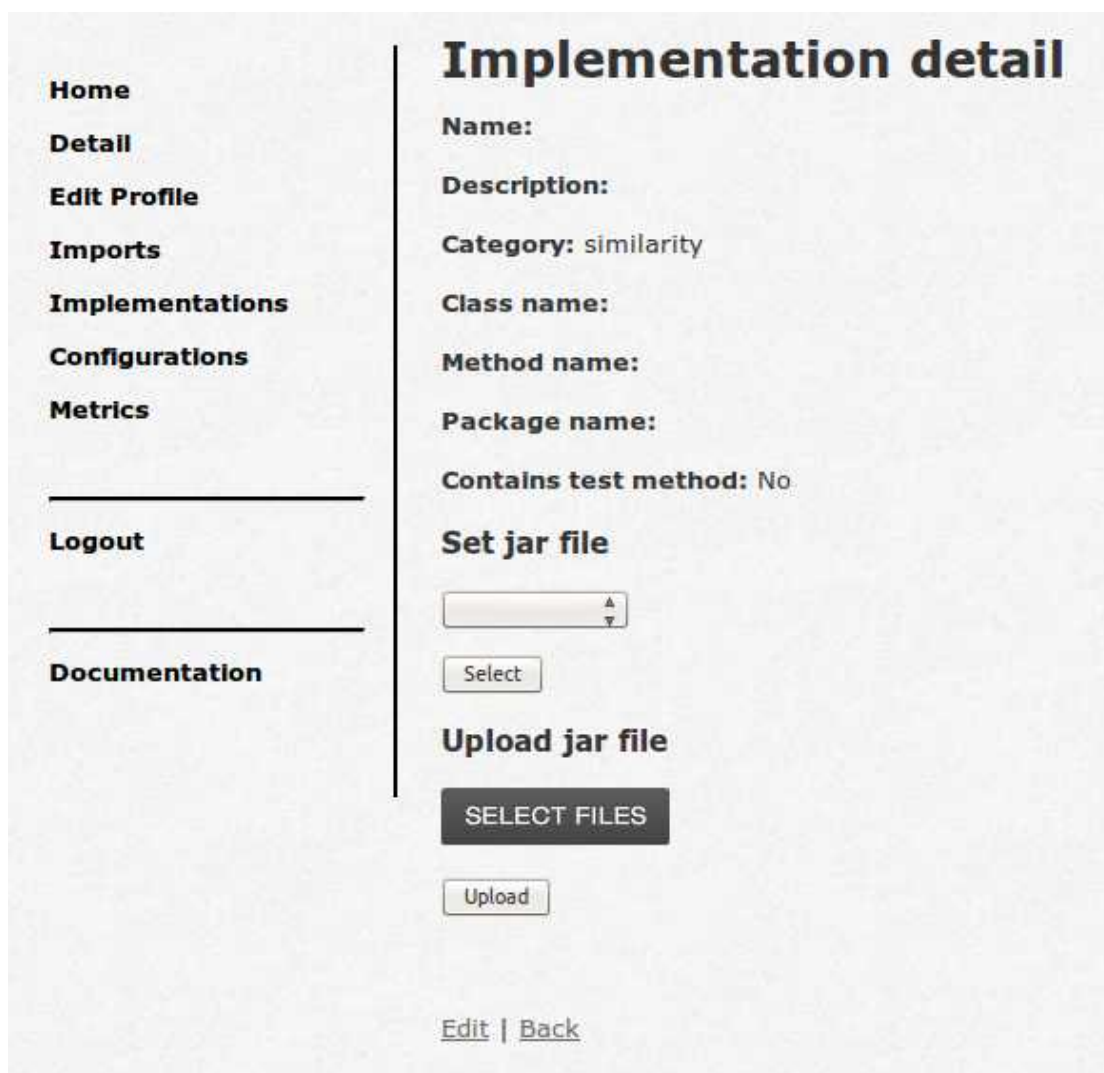 Home
Detail
Edit Profile
Imports
Implementations
Configurations
Metrics
Logout
Documentation
Implementation detail
Name:
Description:
Category: similarity
Class name:
Method name:
Package name:
Contains test method: No
Set jar file
Select
Upload jar file
SELECT FILES
Upload
Edit | Back